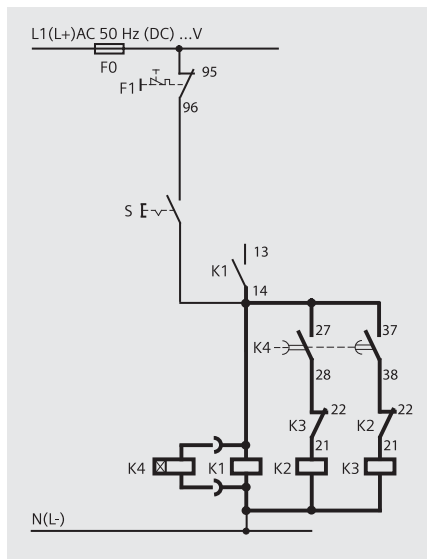 L1(L+)AC 50 Hz (DC) ...V
F0
95
F1
96
S
13
K1
14
27
37
K4
28
38
22
22
K3
K2
21
21
K4
K1
K2
K3
N(L-)